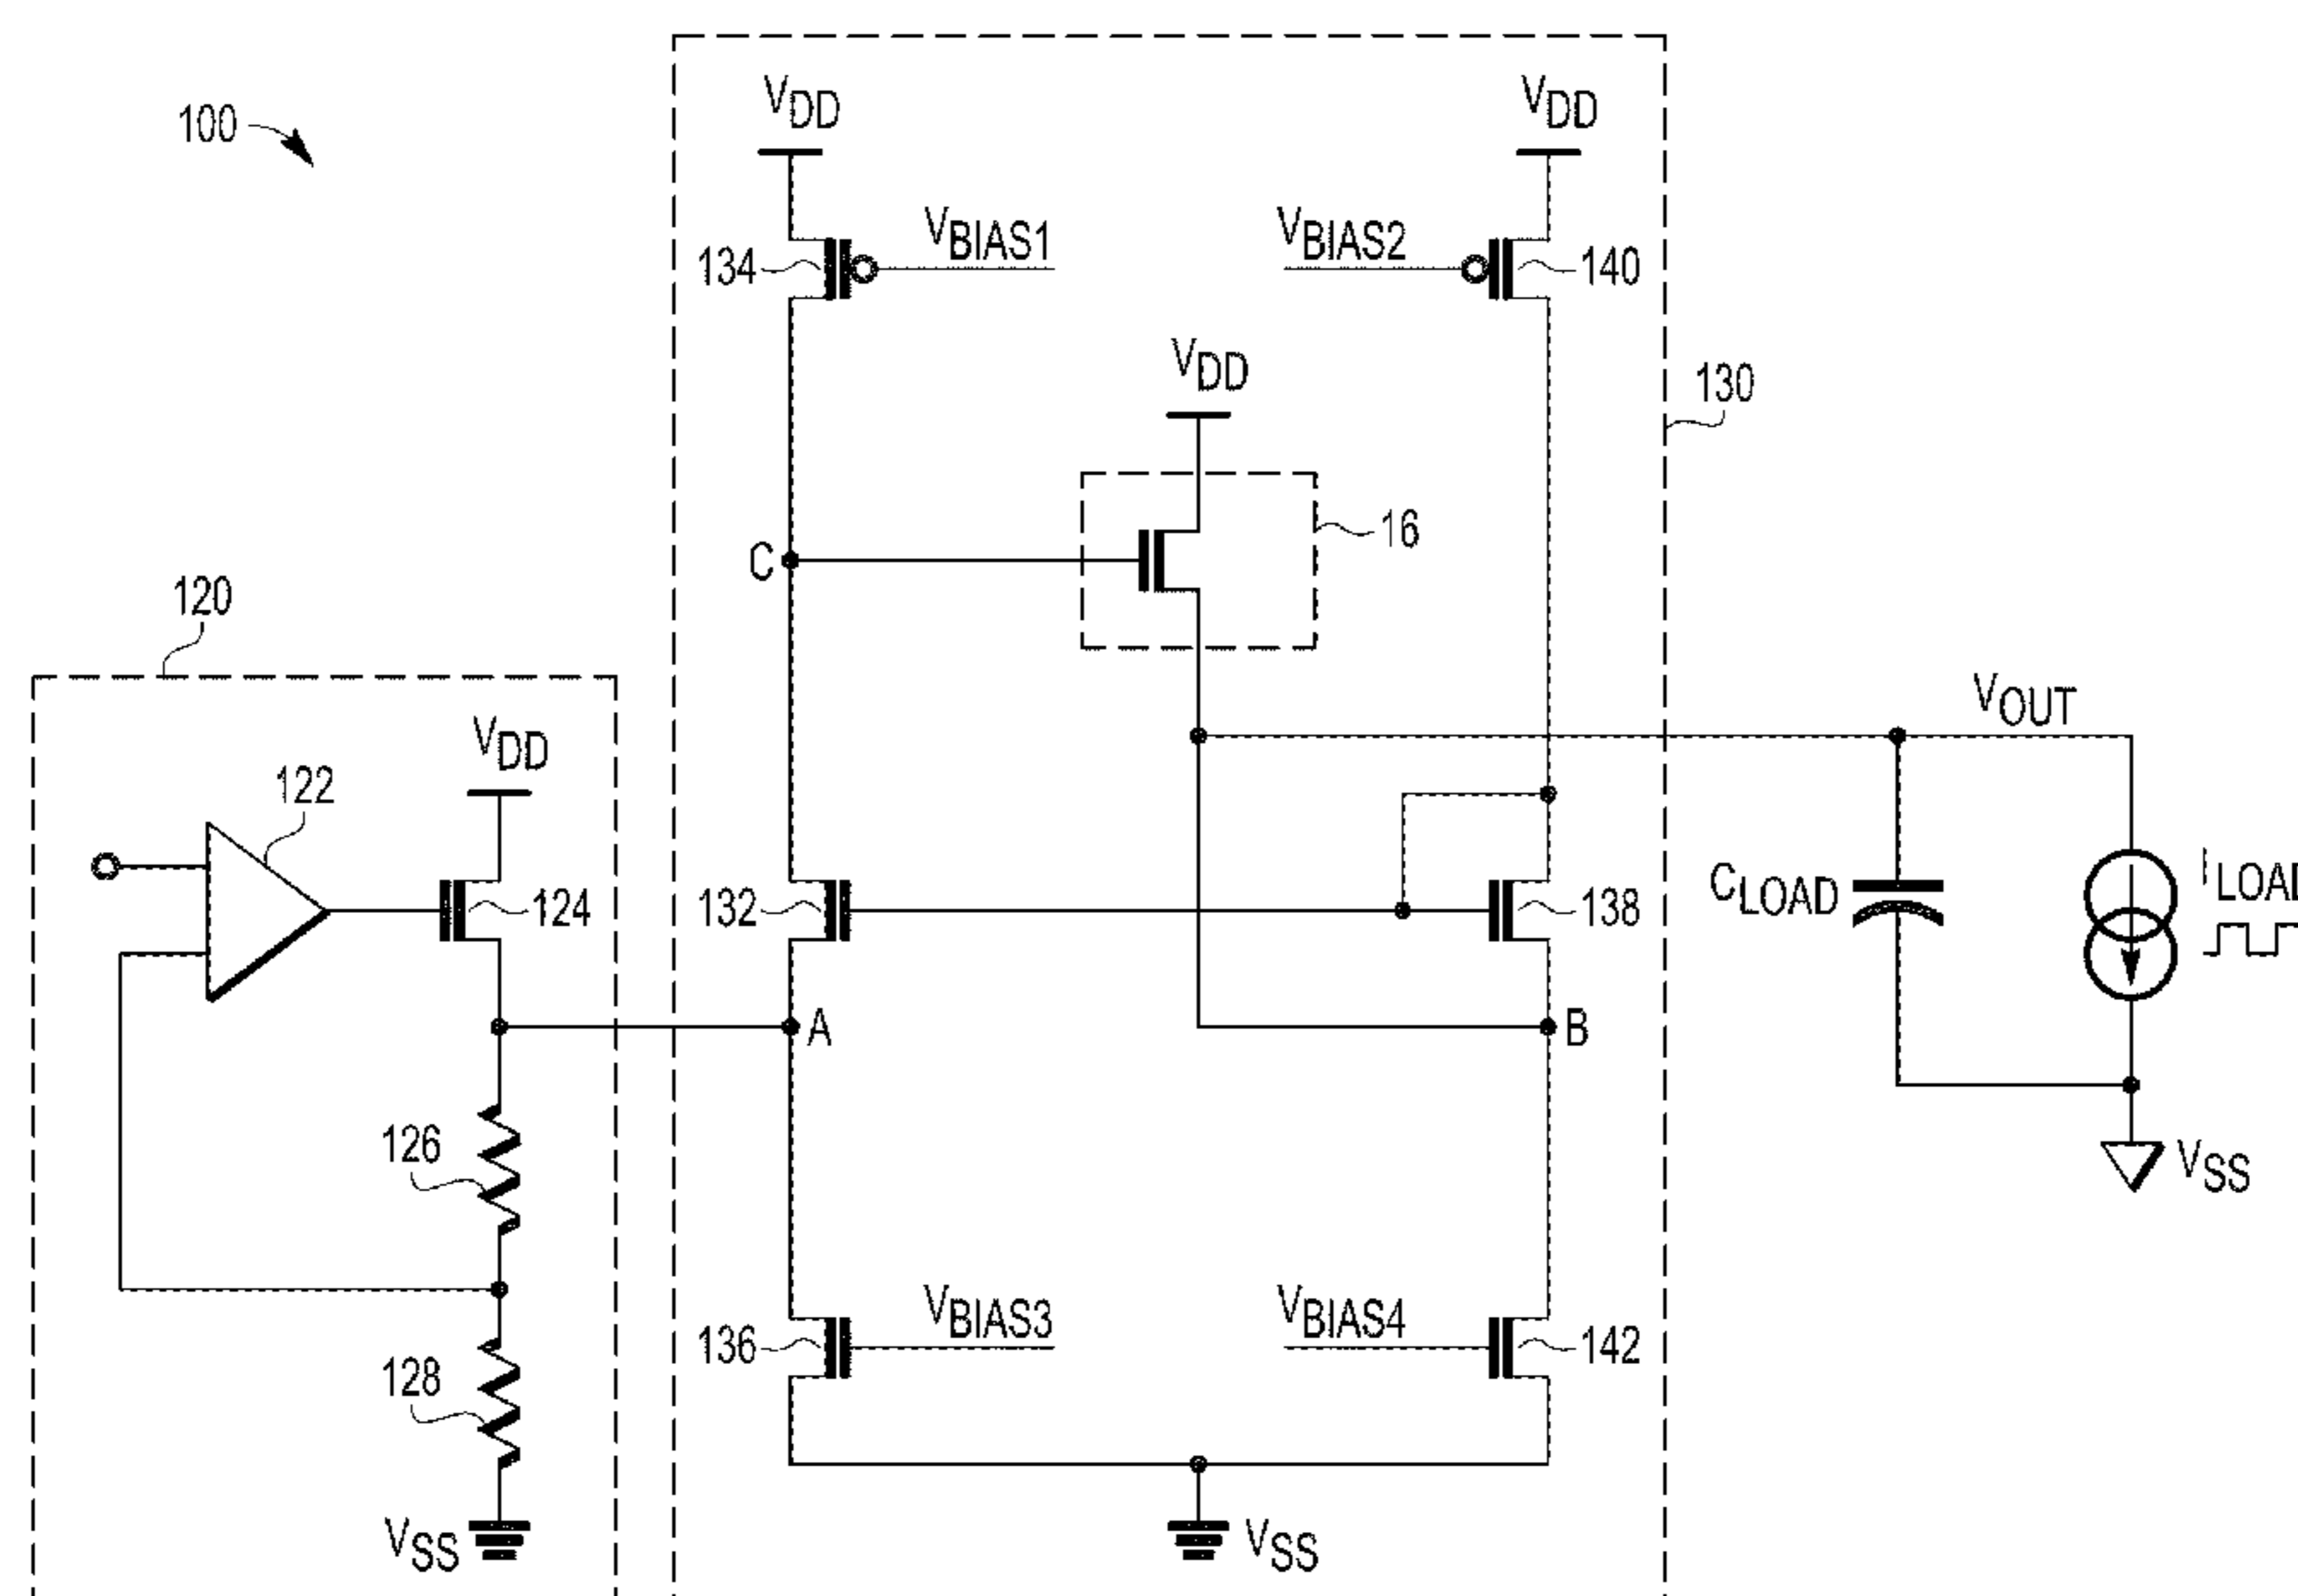 100
VDD
VDD
134
VBIAS1
VBIAS2
140
VDD
130
C
16
120
VDD
VOUT
122
124
132
138
CLOAD
ILOAD
A
B
126
VSS
128
136
VBIAS3
VBIAS4
142
VSS
VSS